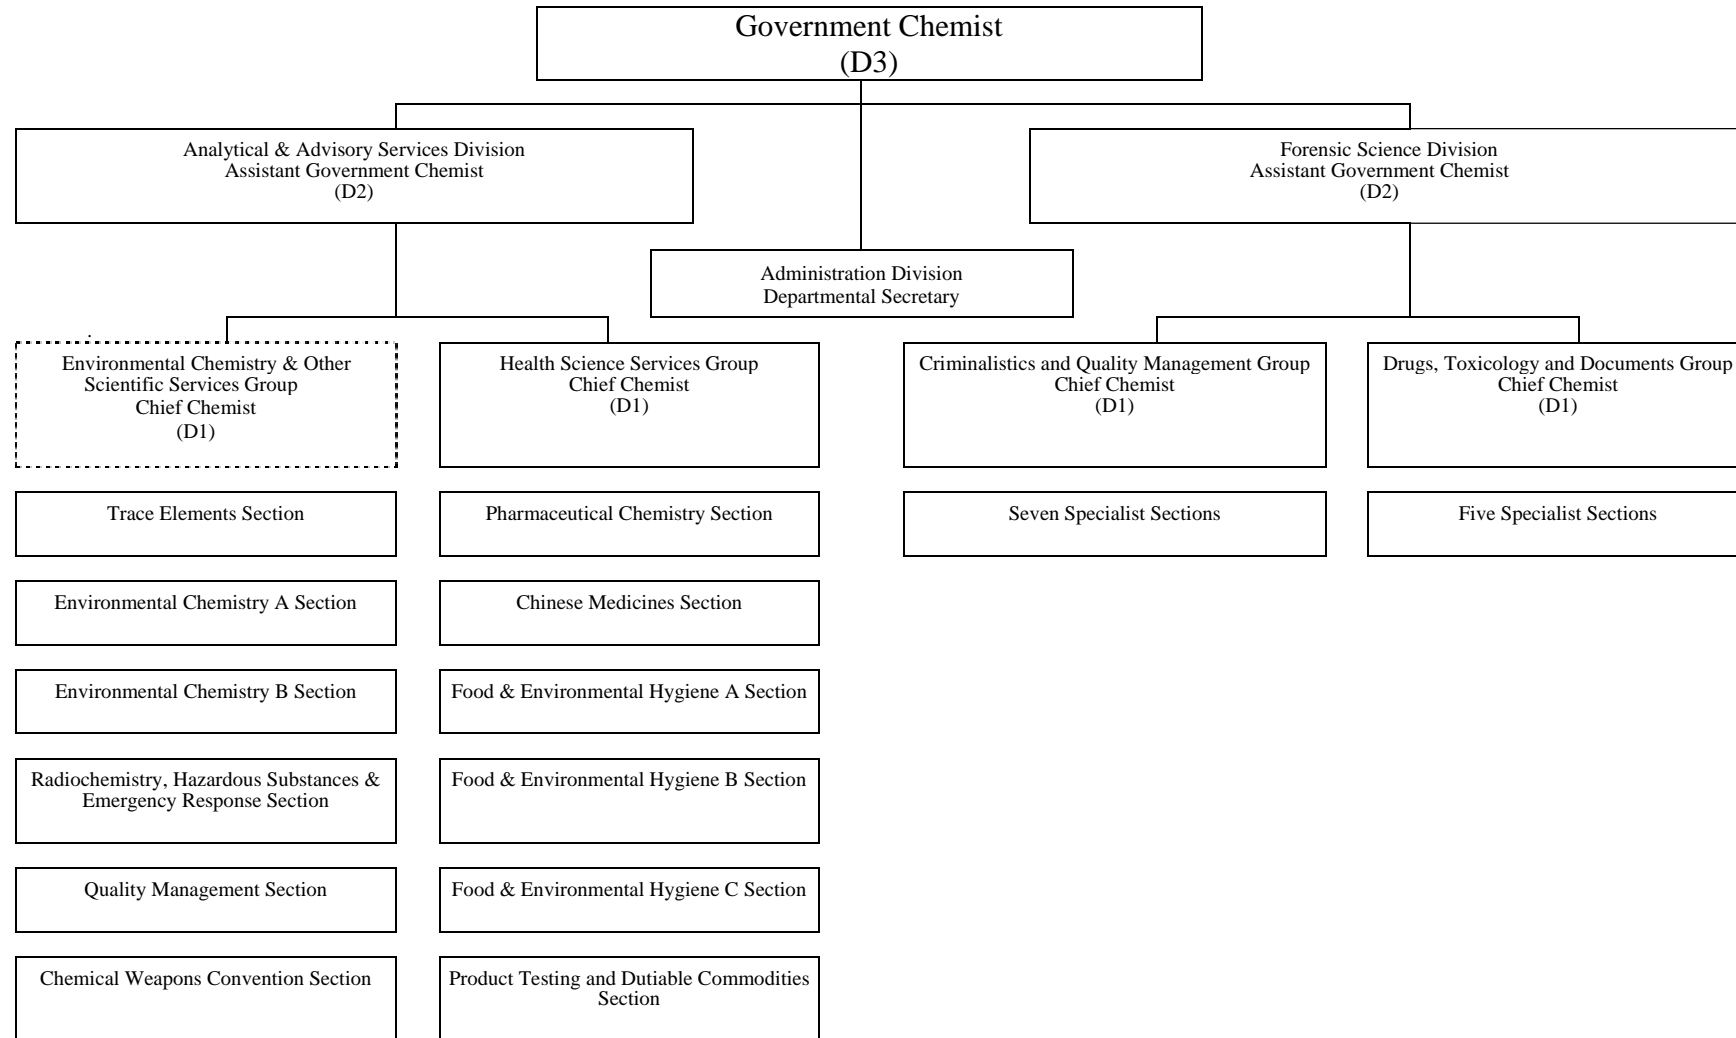 Government Chemist
(D3)
Analytical & Advisory Services Division
Assistant Government Chemist
(D2)
Forensic Science Division
Assistant Government Chemist
(D2)
Administration Division
Departmental Secretary
Environmental Chemistry & Other
Scientific Services Group
Chief Chemist
(D1)
Health Science Services Group
Chief Chemist
(D1)
Criminalistics and Quality Management Group
Chief Chemist
(D1)
Drugs, Toxicology and Documents Group
Chief Chemist
(D1)
Trace Elements Section
Pharmaceutical Chemistry Section
Seven Specialist Sections
Five Specialist Sections
Environmental Chemistry A Section
Chinese Medicines Section
Environmental Chemistry B Section
Food & Environmental Hygiene A Section
Radiochemistry, Hazardous Substances &
Emergency Response Section
Food & Environmental Hygiene B Section
Quality Management Section
Food & Environmental Hygiene C Section
Chemical Weapons Convention Section
Product Testing and Dutiable Commodities
Section